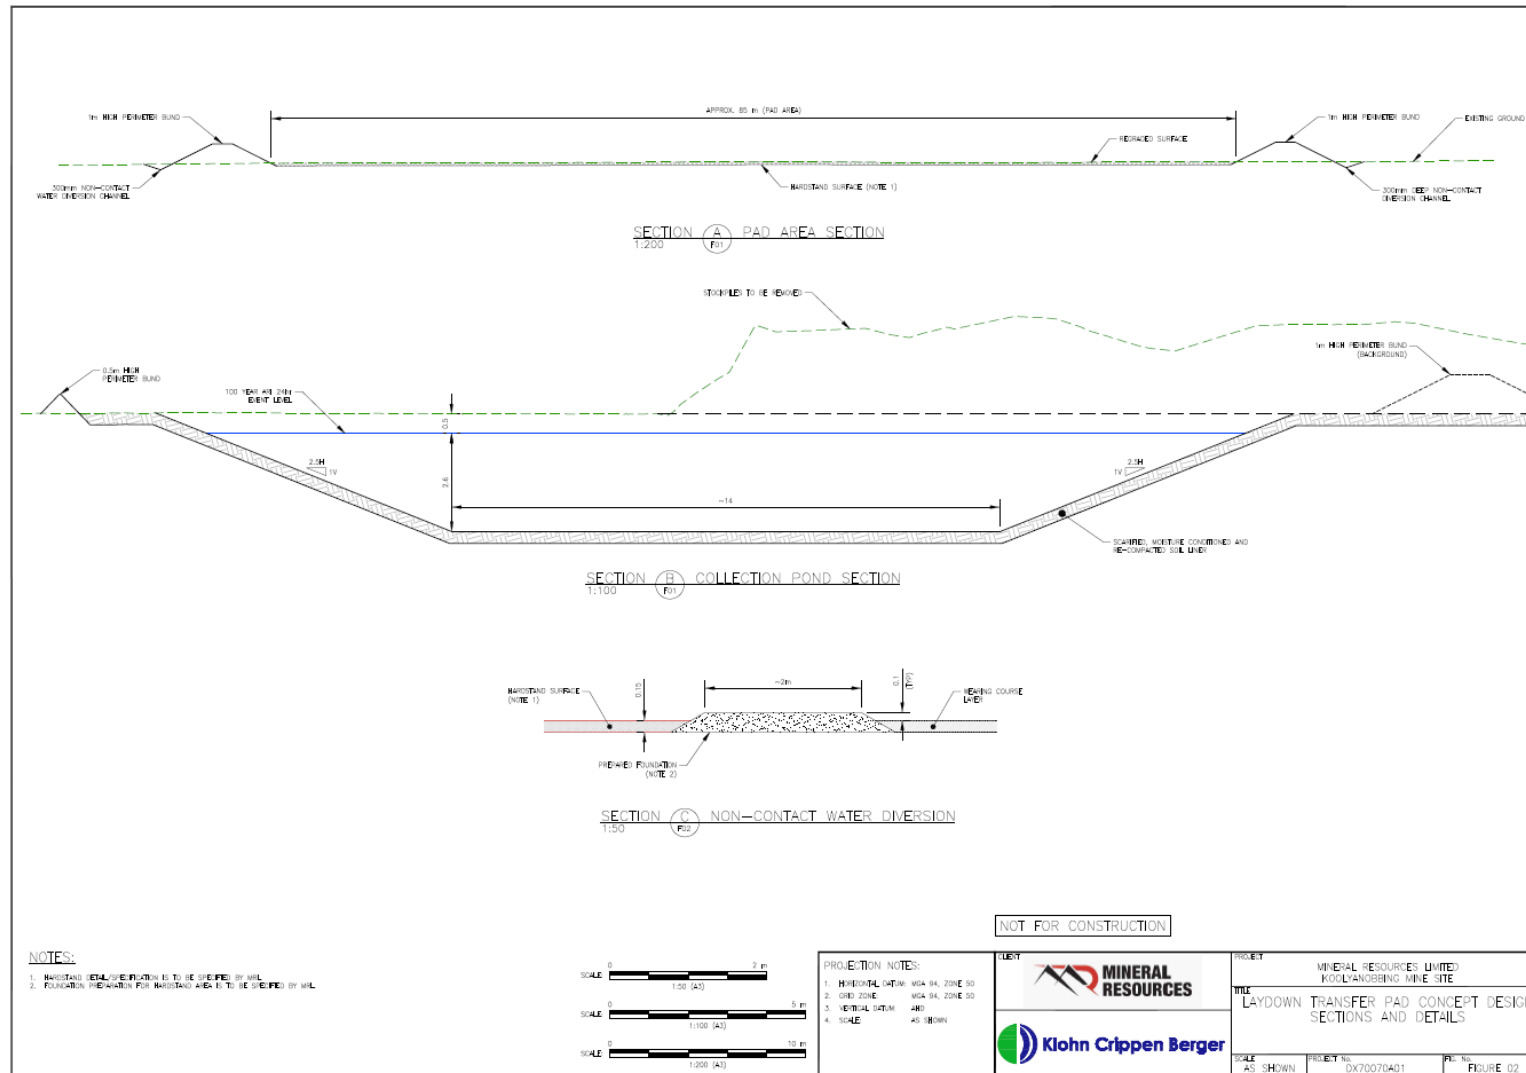 APPROX. 85 m (PAD AREA)
1m HIGH PERIMETER BUND
1m HIGH PERIMETER BUND
EXISTING GROUND
REGRADED SURFACE
300mm NON-CONTACT
WATER DIVERSION CHANNEL
HARDSTAND SURFACE (NOTE 1)
300mm DEEP NON-CONTACT
DIVERSION CHANNEL
SECTION A PAD AREA SECTION
1:200 F01
STOCKPILES TO BE REMOVED
1m HIGH PERIMETER BUND
(BACKGROUND)
0.5m HIGH
PERIMETER BUND
100 YEAR ARI 24hr
EVENT LEVEL
0.5
2.5H
1V
2.6
2.5H
1V
~14
SCARIFIED, MOISTURE CONDITIONED AND
RE-COMPACTED SOIL LINER
SECTION B COLLECTION POND SECTION
1:100 F01
HARDSTAND SURFACE
(NOTE 1)
0.15
~2m
0.1
(TYP)
WEARING COURSE
LAYER
PREPARED FOUNDATION
(NOTE 2)
SECTION C NON-CONTACT WATER DIVERSION
1:50 F02
NOT FOR CONSTRUCTION
NOTES:
1. HARDSTAND DETAIL/SPECIFICATION IS TO BE SPECIFIED BY MRL
2. FOUNDATION PREPARATION FOR HARDSTAND AREA IS TO BE SPECIFIED BY MRL
0 2 m
SCALE
1:50 (A3)
0 5 m
SCALE
1:100 (A3)
0 10 m
SCALE
1:200 (A3)
PROJECTION NOTES:
1. HORIZONTAL DATUM: MGA 94, ZONE 50
2. GRID ZONE: MGA 94, ZONE 50
3. VERTICAL DATUM: AHD
4. SCALE: AS SHOWN
CLIENT
MINERAL
RESOURCES
Klohn Crippen Berger
PROJECT
MINERAL RESOURCES LIMITED
KOOLYANOBBING MINE SITE
TITLE
LAYDOWN TRANSFER PAD CONCEPT DESIGN
SECTIONS AND DETAILS
SCALE
AS SHOWN
PROJECT No.
DX70070A01
FIG. No.
FIGURE 02